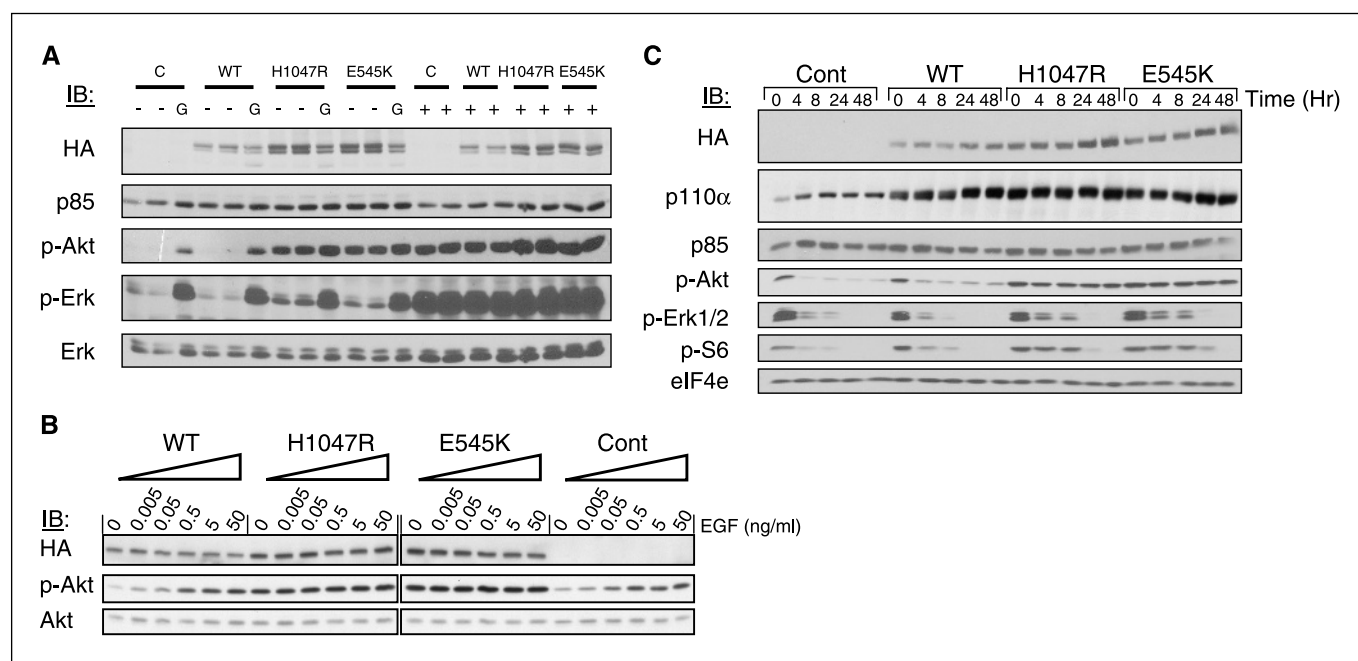 A
C WT H1047R E545K C WT H1047R E545K
IB:
- - G - - G - - G - - G + + + + + + + +
HA
p85
p-Akt
p-Erk
Erk
B
WT H1047R E545K Cont
IB:
0 0.005 0.05 0.5 5 50 0 0.005 0.05 0.5 5 50 0 0.005 0.05 0.5 5 50 0 0.005 0.05 0.5 5 50 EGF (ng/ml)
HA
p-Akt
Akt
C
Cont WT H1047R E545K
IB:
0 4 8 24 48 0 4 8 24 48 0 4 8 24 48 0 4 8 24 48 Time (Hr)
HA
p110α
p85
p-Akt
p-Erk1/2
p-S6
eIF4e